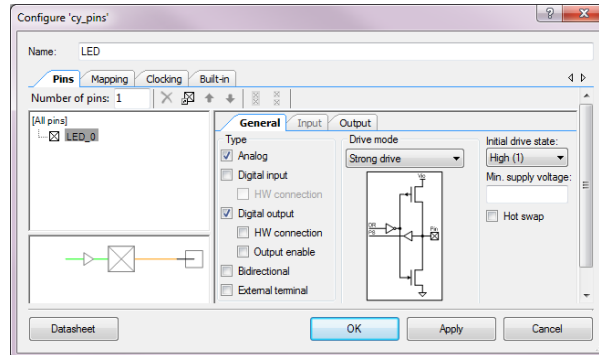 Configure 'cy_pins'
Name: LED
Pins Mapping Clocking Built-in
Number of pins: 1
[All pins]
LED_0
General Input Output
Type
Analog
Digital input
HW connection
Digital output
HW connection
Output enable
Bidirectional
External terminal
Drive mode
Strong drive
Vio
Initial drive state:
High (1)
Min. supply voltage:
Hot swap
Datasheet OK Apply Cancel